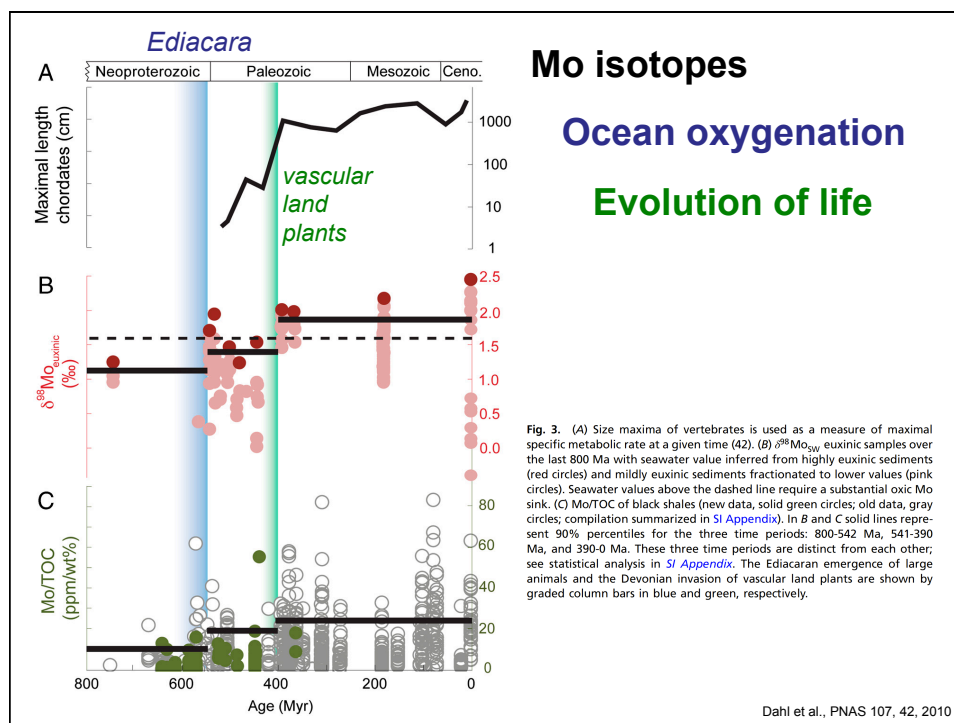 Ediacara
A
Neoproterozoic
Paleozoic
Mesozoic
Ceno.
Maximal length
chordates (cm)
1000
100
10
1
vascular
land
plants
B
δ98Moeuxinic
(‰)
2.5
2.0
1.5
1.0
0.5
0.0
C
Mo/TOC
(ppm/wt%)
80
60
40
20
0
800
600
400
200
0
Age (Myr)
Mo isotopes
Ocean oxygenation
Evolution of life
Fig. 3. (A) Size maxima of vertebrates is used as a measure of maximal
specific metabolic rate at a given time (42). (B) δ98MoSW euxinic samples over
the last 800 Ma with seawater value inferred from highly euxinic sediments
(red circles) and mildly euxinic sediments fractionated to lower values (pink
circles). Seawater values above the dashed line require a substantial oxic Mo
sink. (C) Mo/TOC of black shales (new data, solid green circles; old data, gray
circles; compilation summarized in SI Appendix). In B and C solid lines repre-
sent 90% percentiles for the three time periods: 800-542 Ma, 541-390
Ma, and 390-0 Ma. These three time periods are distinct from each other;
see statistical analysis in SI Appendix. The Ediacaran emergence of large
animals and the Devonian invasion of vascular land plants are shown by
graded column bars in blue and green, respectively.
Dahl et al., PNAS 107, 42, 2010